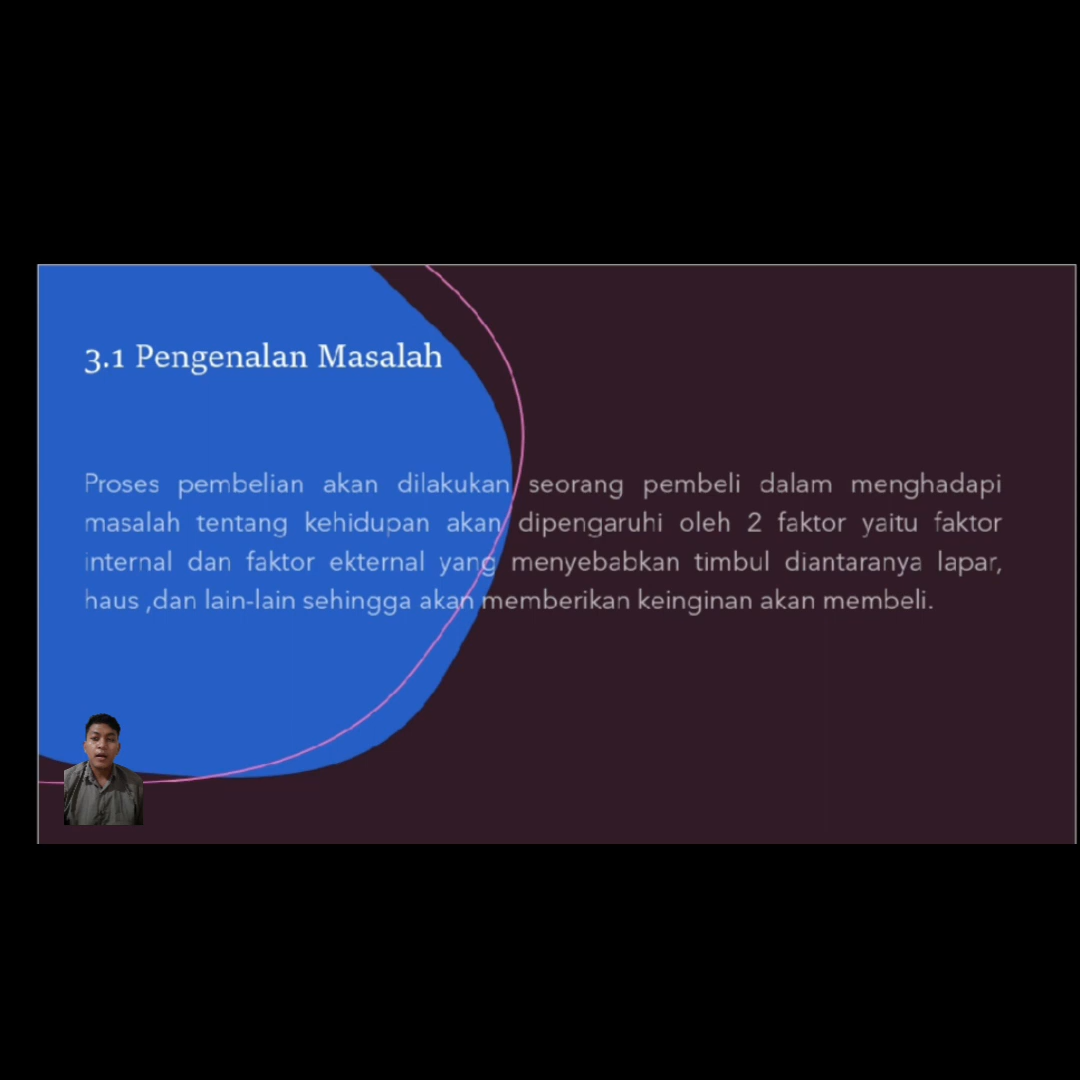 3.1 Pengenalan Masalah
Proses pembelian akan dilakukan seorang pembeli dalam menghadapi
masalah tentang kehidupan akan dipengaruhi oleh 2 faktor yaitu faktor
internal dan faktor ekternal yang menyebabkan timbul diantaranya lapar,
haus ,dan lain-lain sehingga akan memberikan keinginan akan membeli.